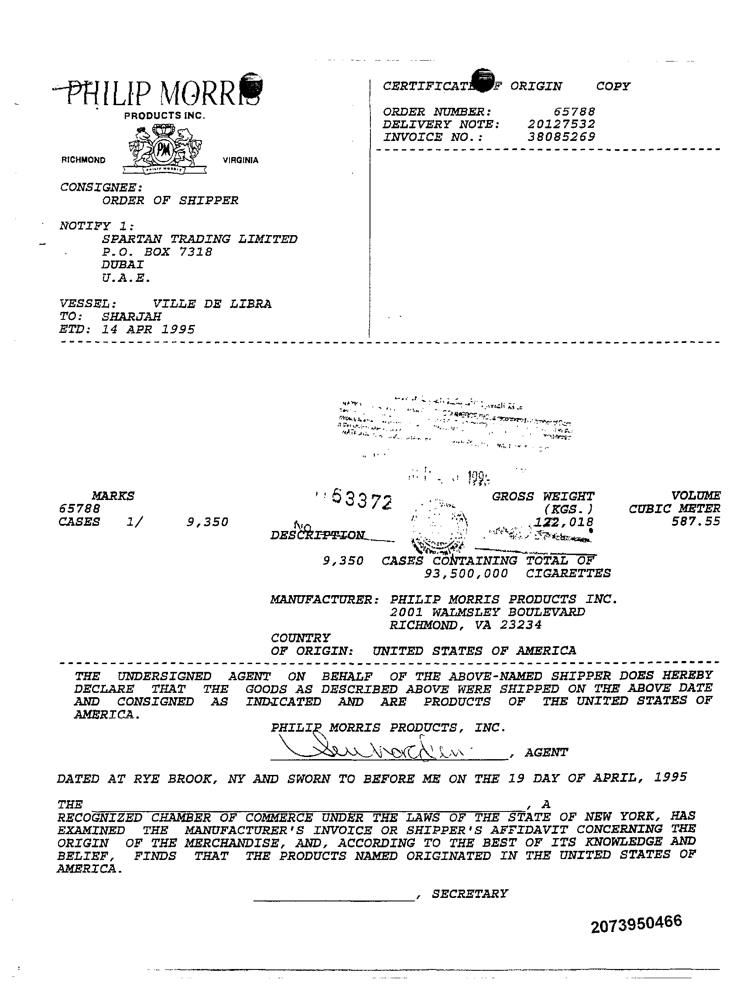 PHILIP MORRIS
PRODUCTS INC.
PM
PHILIP MORRIS
RICHMOND VIRGINIA
CERTIFICATE OF ORIGIN COPY
ORDER NUMBER: 65788
DELIVERY NOTE: 20127532
INVOICE NO.: 38085269
CONSIGNEE:
ORDER OF SHIPPER
NOTIFY 1:
SPARTAN TRADING LIMITED
P.O. BOX 7318
DUBAI
U.A.E.
VESSEL: VILLE DE LIBRA
TO: SHARJAH
ETD: 14 APR 1995
53372
No
MARKS GROSS WEIGHT VOLUME
65788 (KGS.) CUBIC METER
CASES 1/ 9,350 122,018 587.55
DESCRIPTION
9,350 CASES CONTAINING TOTAL OF
93,500,000 CIGARETTES
MANUFACTURER: PHILIP MORRIS PRODUCTS INC.
2001 WALMSLEY BOULEVARD
RICHMOND, VA 23234
COUNTRY
OF ORIGIN: UNITED STATES OF AMERICA
THE UNDERSIGNED AGENT ON BEHALF OF THE ABOVE-NAMED SHIPPER DOES HEREBY
DECLARE THAT THE GOODS AS DESCRIBED ABOVE WERE SHIPPED ON THE ABOVE DATE
AND CONSIGNED AS INDICATED AND ARE PRODUCTS OF THE UNITED STATES OF
AMERICA.
PHILIP MORRIS PRODUCTS, INC.
, AGENT
DATED AT RYE BROOK, NY AND SWORN TO BEFORE ME ON THE 19 DAY OF APRIL, 1995
THE , A
RECOGNIZED CHAMBER OF COMMERCE UNDER THE LAWS OF THE STATE OF NEW YORK, HAS
EXAMINED THE MANUFACTURER'S INVOICE OR SHIPPER'S AFFIDAVIT CONCERNING THE
ORIGIN OF THE MERCHANDISE, AND, ACCORDING TO THE BEST OF ITS KNOWLEDGE AND
BELIEF, FINDS THAT THE PRODUCTS NAMED ORIGINATED IN THE UNITED STATES OF
AMERICA.
, SECRETARY
2073950466